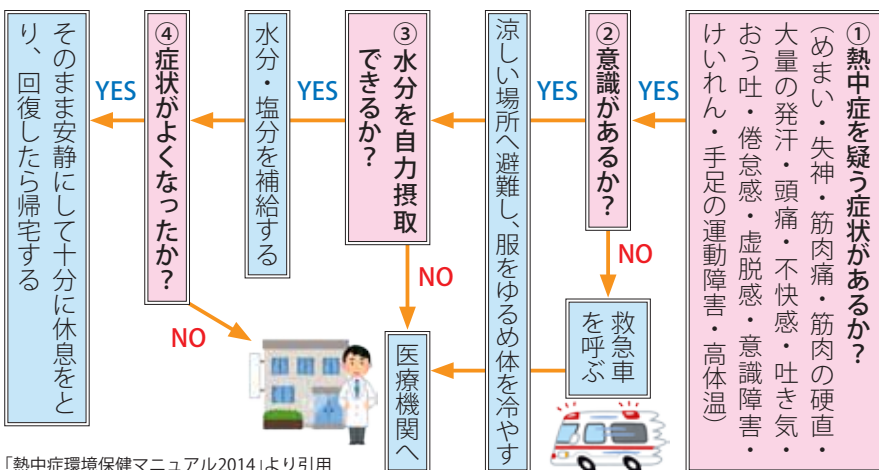 ①熱中症を疑う症状があるか？
（めまい・失神・筋肉痛・筋肉の硬直・
大量の発汗・頭痛・不快感・吐き気・
おう吐・倦怠感・虚脱感・意識障害・
けいれん・手足の運動障害・高体温）
YES
②意識があるか？
NO
救急車
を呼ぶ
YES
涼しい場所へ避難し、服をゆるめ体を冷やす
③水分を自力摂取
できるか？
NO
医療機関へ
YES
水分・塩分を補給する
④症状がよくなったか？
NO
YES
そのまま安静にして十分に休息をと
り、回復したら帰宅する
「熱中症環境保健マニュアル2014」より引用